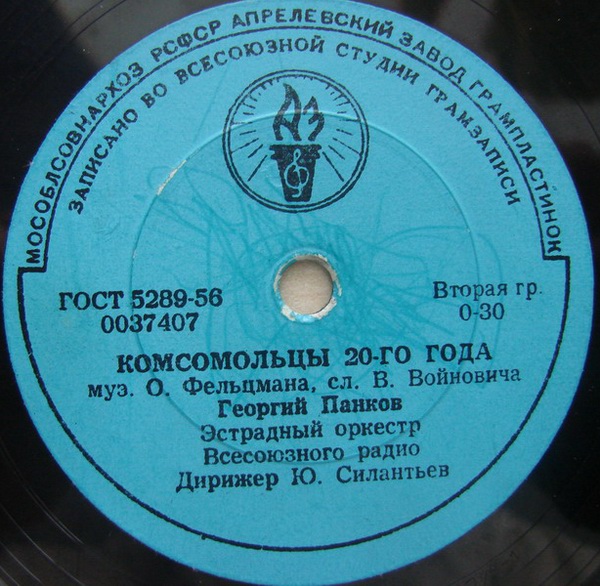 МОСОБЛСОВНАРХОЗ РСФСР АПРЕЛЕВСКИЙ ЗАВОД ГРАМПЛАСТИНОК
ЗАПИСАНО ВО ВСЕСОЮЗНОЙ СТУДИИ ГРАМЗАПИСИ
АЗ
ГОСТ 5289-56
0037407
Вторая гр.
0-30
КОМСОМОЛЬЦЫ 20-ГО ГОДА
муз. О. Фельцмана, сл. В. Войновича
Георгий Панков
Эстрадный оркестр
Всесоюзного радио
Дирижер Ю. Силантьев